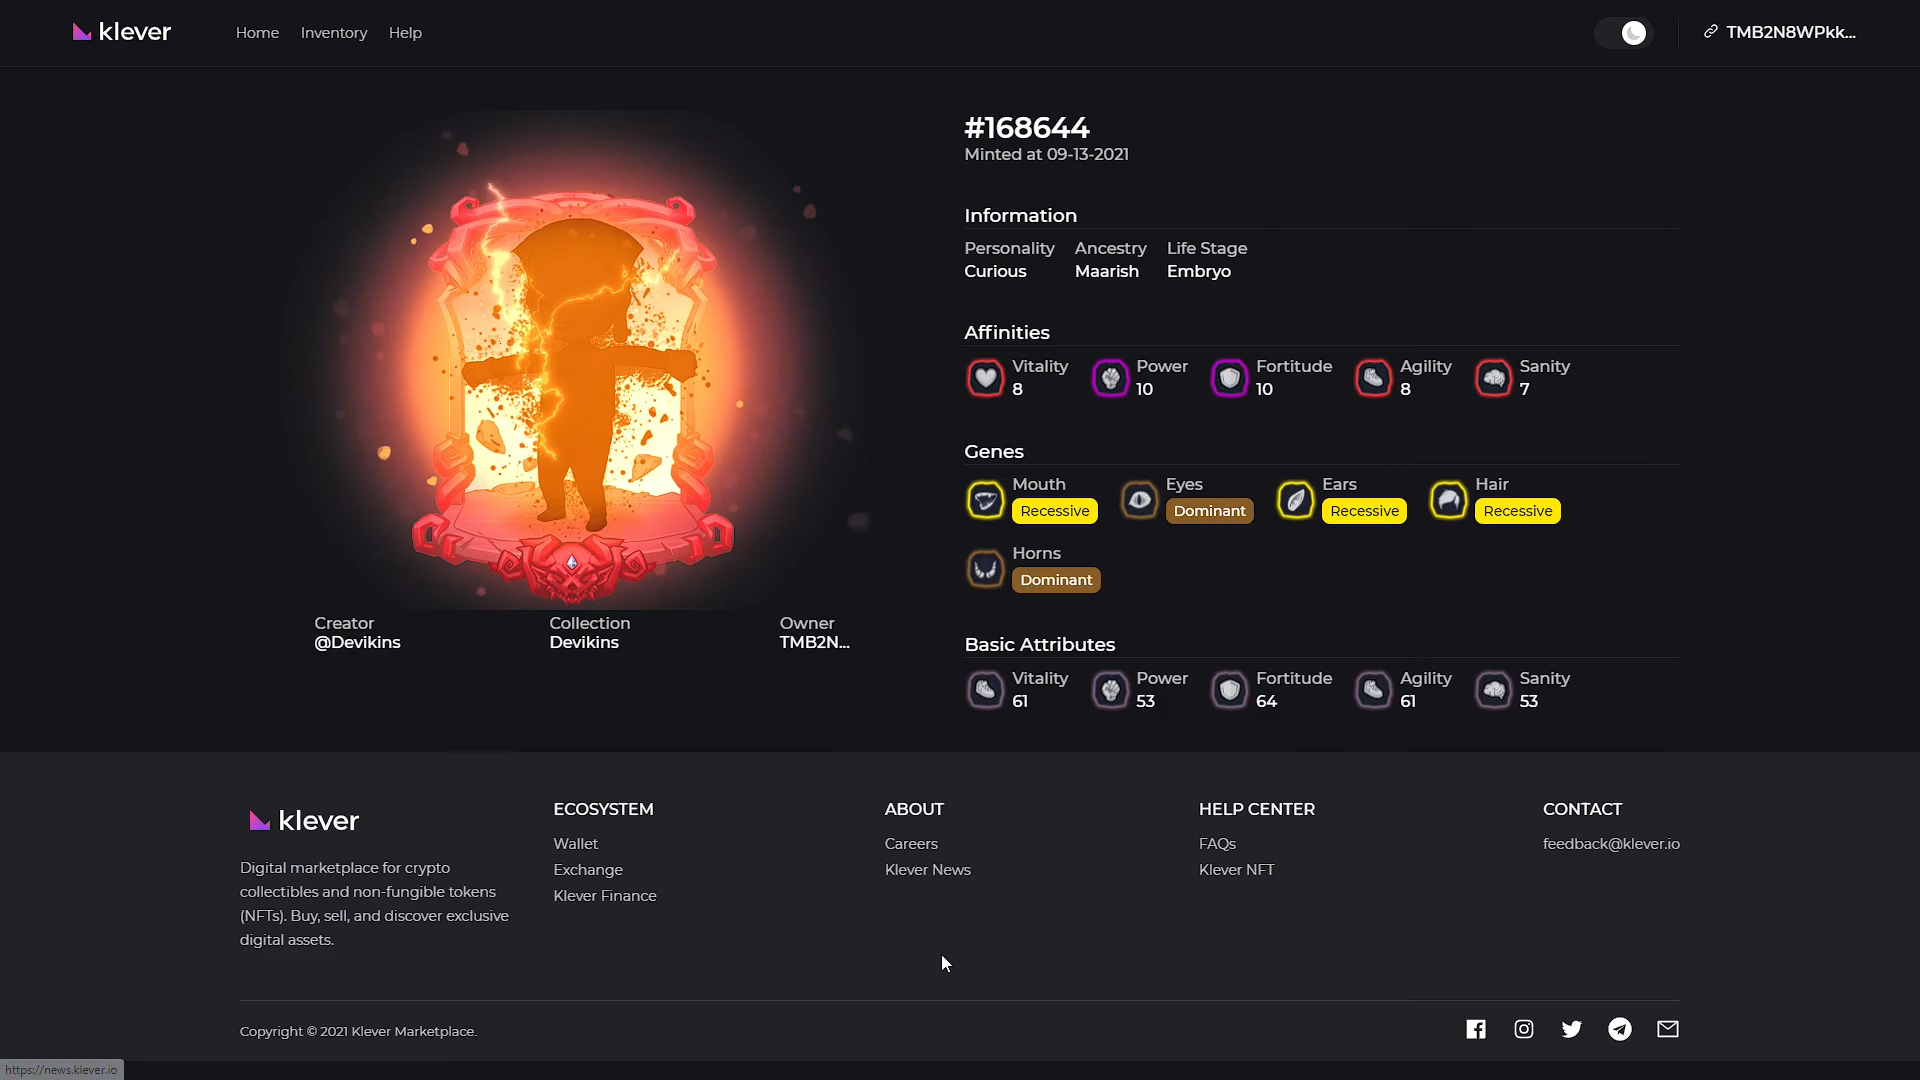 klever
Home Inventory Help
TMB2N8WPkk...
#168644
Minted at 09-13-2021
Information
Personality Ancestry Life Stage
Curious Maarish Embryo
Affinities
Vitality Power Fortitude Agility Sanity
8 10 10 8 7
Genes
Mouth Eyes Ears Hair
Recessive Dominant Recessive Recessive
Horns
Dominant
Creator Collection Owner
@Devikins Devikins TMB2N...
Basic Attributes
Vitality Power Fortitude Agility Sanity
61 53 64 61 53
klever
Digital marketplace for crypto
collectibles and non-fungible tokens
(NFTs). Buy, sell, and discover exclusive
digital assets.
ECOSYSTEM
Wallet
Exchange
Klever Finance
ABOUT
Careers
Klever News
HELP CENTER
FAQs
Klever NFT
CONTACT
feedback@klever.io
Copyright © 2021 Klever Marketplace.
https://news.klever.io